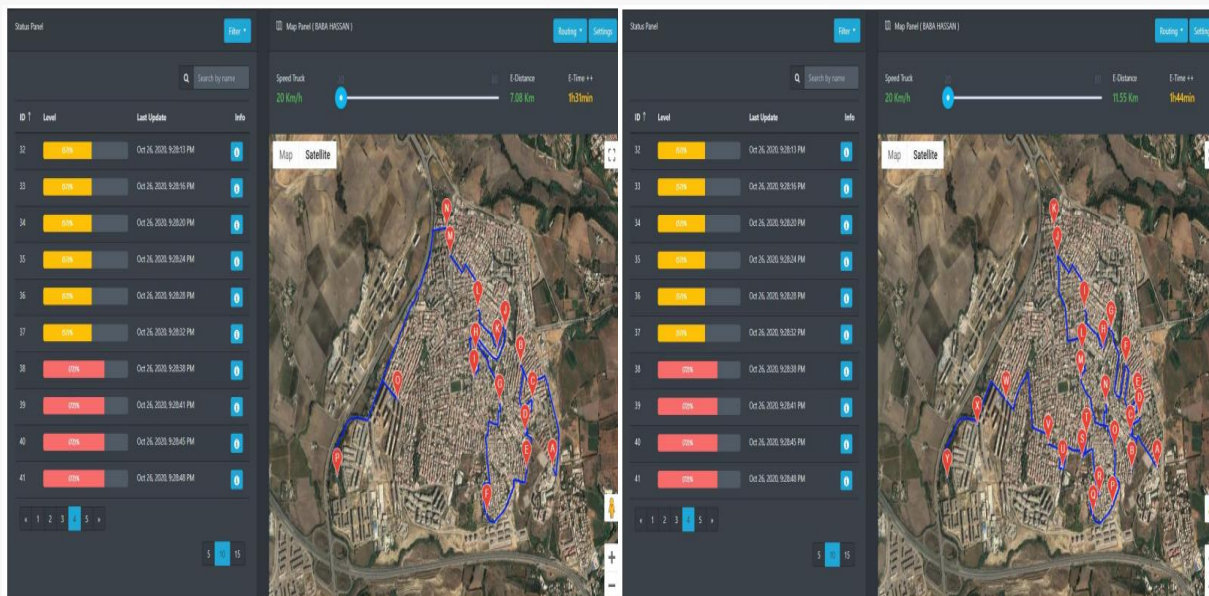 Status Panel
Filter
Search by name
ID ↑ Level Last Update Info
32 Oct 26, 2020, 9:28:13 PM
33 Oct 26, 2020, 9:28:16 PM
34 Oct 26, 2020, 9:28:20 PM
35 Oct 26, 2020, 9:28:24 PM
36 Oct 26, 2020, 9:28:28 PM
37 Oct 26, 2020, 9:28:32 PM
38 Oct 26, 2020, 9:28:38 PM
39 Oct 26, 2020, 9:28:41 PM
40 Oct 26, 2020, 9:28:45 PM
41 Oct 26, 2020, 9:28:48 PM
« 1 2 3 4 5 »
5 10 15
Map Panel ( BABA HASSAN )
Routing Settings
Speed Truck E-Distance E-Time ++
20 Km/h 7.08 Km 1h31min
Map Satellite
N
M
L
J
H
K
B
I
O
G
C
D
E
A
P
F
Status Panel
Filter
Search by name
ID ↑ Level Last Update Info
32 Oct 26, 2020, 9:28:13 PM
33 Oct 26, 2020, 9:28:16 PM
34 Oct 26, 2020, 9:28:20 PM
35 Oct 26, 2020, 9:28:24 PM
36 Oct 26, 2020, 9:28:28 PM
37 Oct 26, 2020, 9:28:32 PM
38 Oct 26, 2020, 9:28:38 PM
39 Oct 26, 2020, 9:28:41 PM
40 Oct 26, 2020, 9:28:45 PM
41 Oct 26, 2020, 9:28:48 PM
« 1 2 3 4 5 »
5 10 15
Map Panel ( BABA HASSAN )
Routing Setting
Speed Truck E-Distance E-Time ++
20 Km/h 11.55 Km 1h44min
Map Satellite
K
J
I
G
L
H
F
M
W
E
N
D
X
C
T
V
O
S
U
B
A
Y
R
P
Q